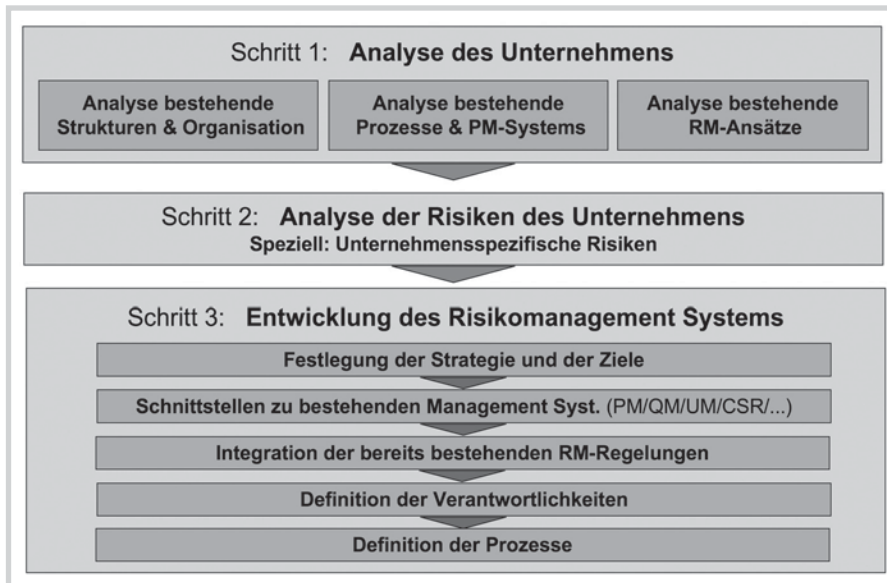 Schritt 1: Analyse des Unternehmens
Analyse bestehende
Strukturen & Organisation
Analyse bestehende
Prozesse & PM-Systems
Analyse bestehende
RM-Ansätze
Schritt 2: Analyse der Risiken des Unternehmens
Speziell: Unternehmensspezifische Risiken
Schritt 3: Entwicklung des Risikomanagement Systems
Festlegung der Strategie und der Ziele
Schnittstellen zu bestehenden Management Syst. (PM/QM/UM/CSR/...)
Integration der bereits bestehenden RM-Regelungen
Definition der Verantwortlichkeiten
Definition der Prozesse